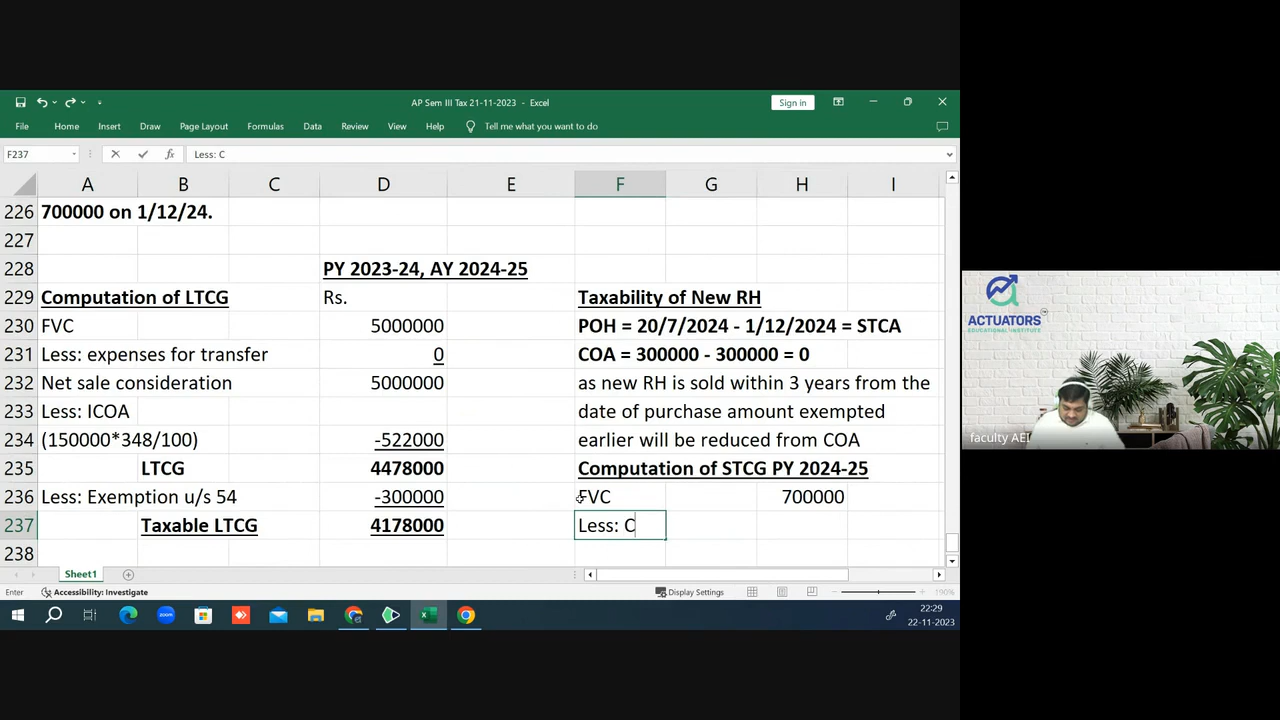 AP Sem III Tax 21-11-2023 - Excel
Sign in
File Home Insert Draw Page Layout Formulas Data Review View Help Tell me what you want to do
F237 fx Less: C
A B C D E F G H I
226 700000 on 1/12/24.
227
228 PY 2023-24, AY 2024-25
229 Computation of LTCG Rs. Taxability of New RH
230 FVC 5000000 POH = 20/7/2024 - 1/12/2024 = STCA
231 Less: expenses for transfer 0 COA = 300000 - 300000 = 0
232 Net sale consideration 5000000 as new RH is sold within 3 years from the
233 Less: ICOA date of purchase amount exempted
234 (150000*348/100) -522000 earlier will be reduced from COA
235 LTCG 4478000 Computation of STCG PY 2024-25
236 Less: Exemption u/s 54 -300000 FVC 700000
237 Taxable LTCG 4178000 Less: C
238
Sheet1
Enter Accessibility: Investigate Display Settings 190%
zoom
22:29
22-11-2023
ACTUATORS
EDUCATIONAL INSTITUTE
TM
faculty AEI